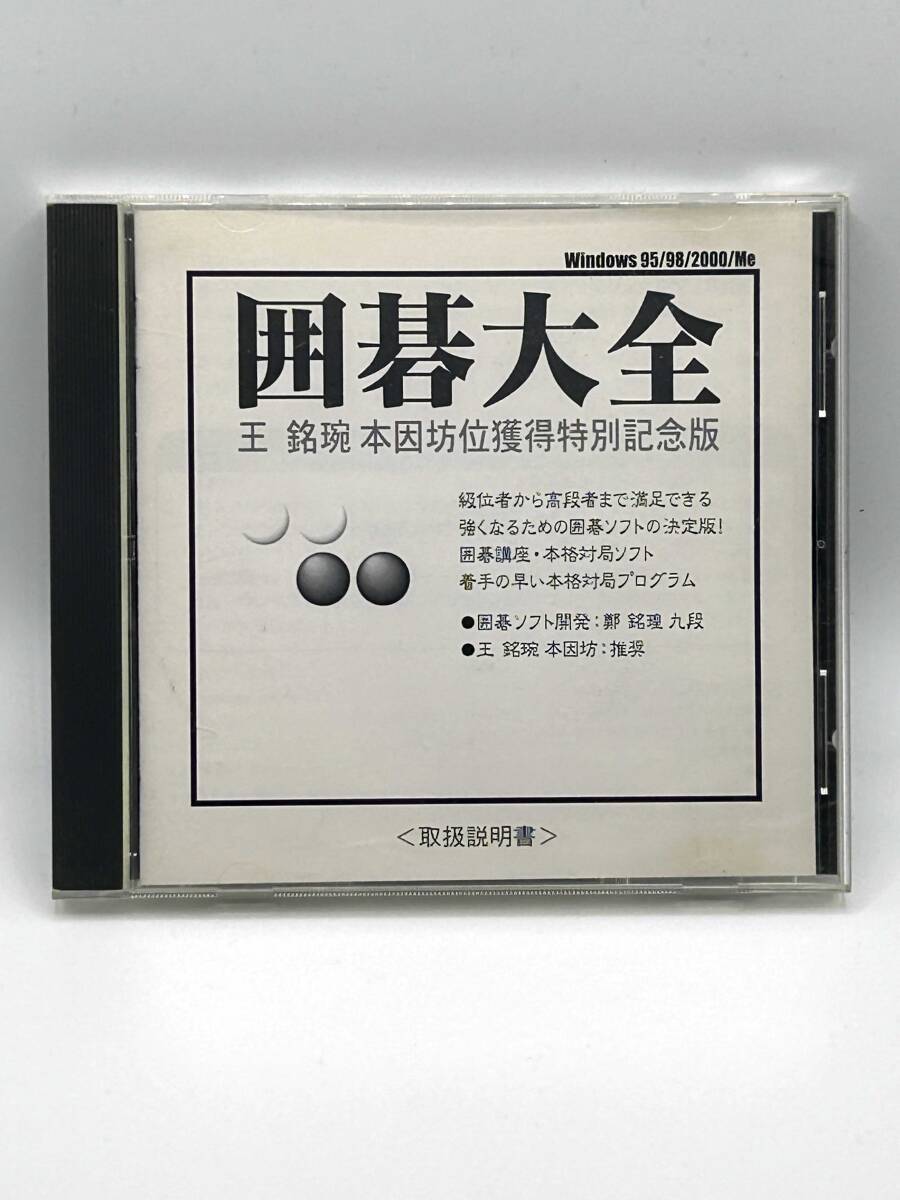 Windows 95/98/2000/Me
囲碁大全
王 銘琬 本因坊位獲得特別記念版
級位者から高段者まで満足できる
強くなるための囲碁ソフトの決定版!
囲碁講座・本格対局ソフト
着手の早い本格対局プログラム
●囲碁ソフト開発:鄭 銘瑝 九段
●王 銘琬 本因坊:推奨
<取扱説明書>